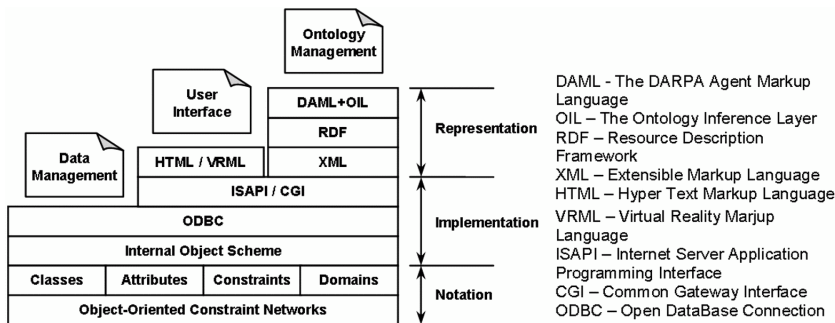 Ontology
Management
User
Interface
Data
Management
DAML+OIL
RDF
HTML / VRML
XML
ISAPI / CGI
ODBC
Internal Object Scheme
Classes
Attributes
Constraints
Domains
Object-Oriented Constraint Networks
Representation
Implementation
Notation
DAML - The DARPA Agent Markup
Language
OIL – The Ontology Inference Layer
RDF – Resource Description
Framework
XML – Extensible Markup Language
HTML – Hyper Text Markup Language
VRML – Virtual Reality Marjup
Language
ISAPI – Internet Server Application
Programming Interface
CGI – Common Gateway Interface
ODBC – Open DataBase Connection